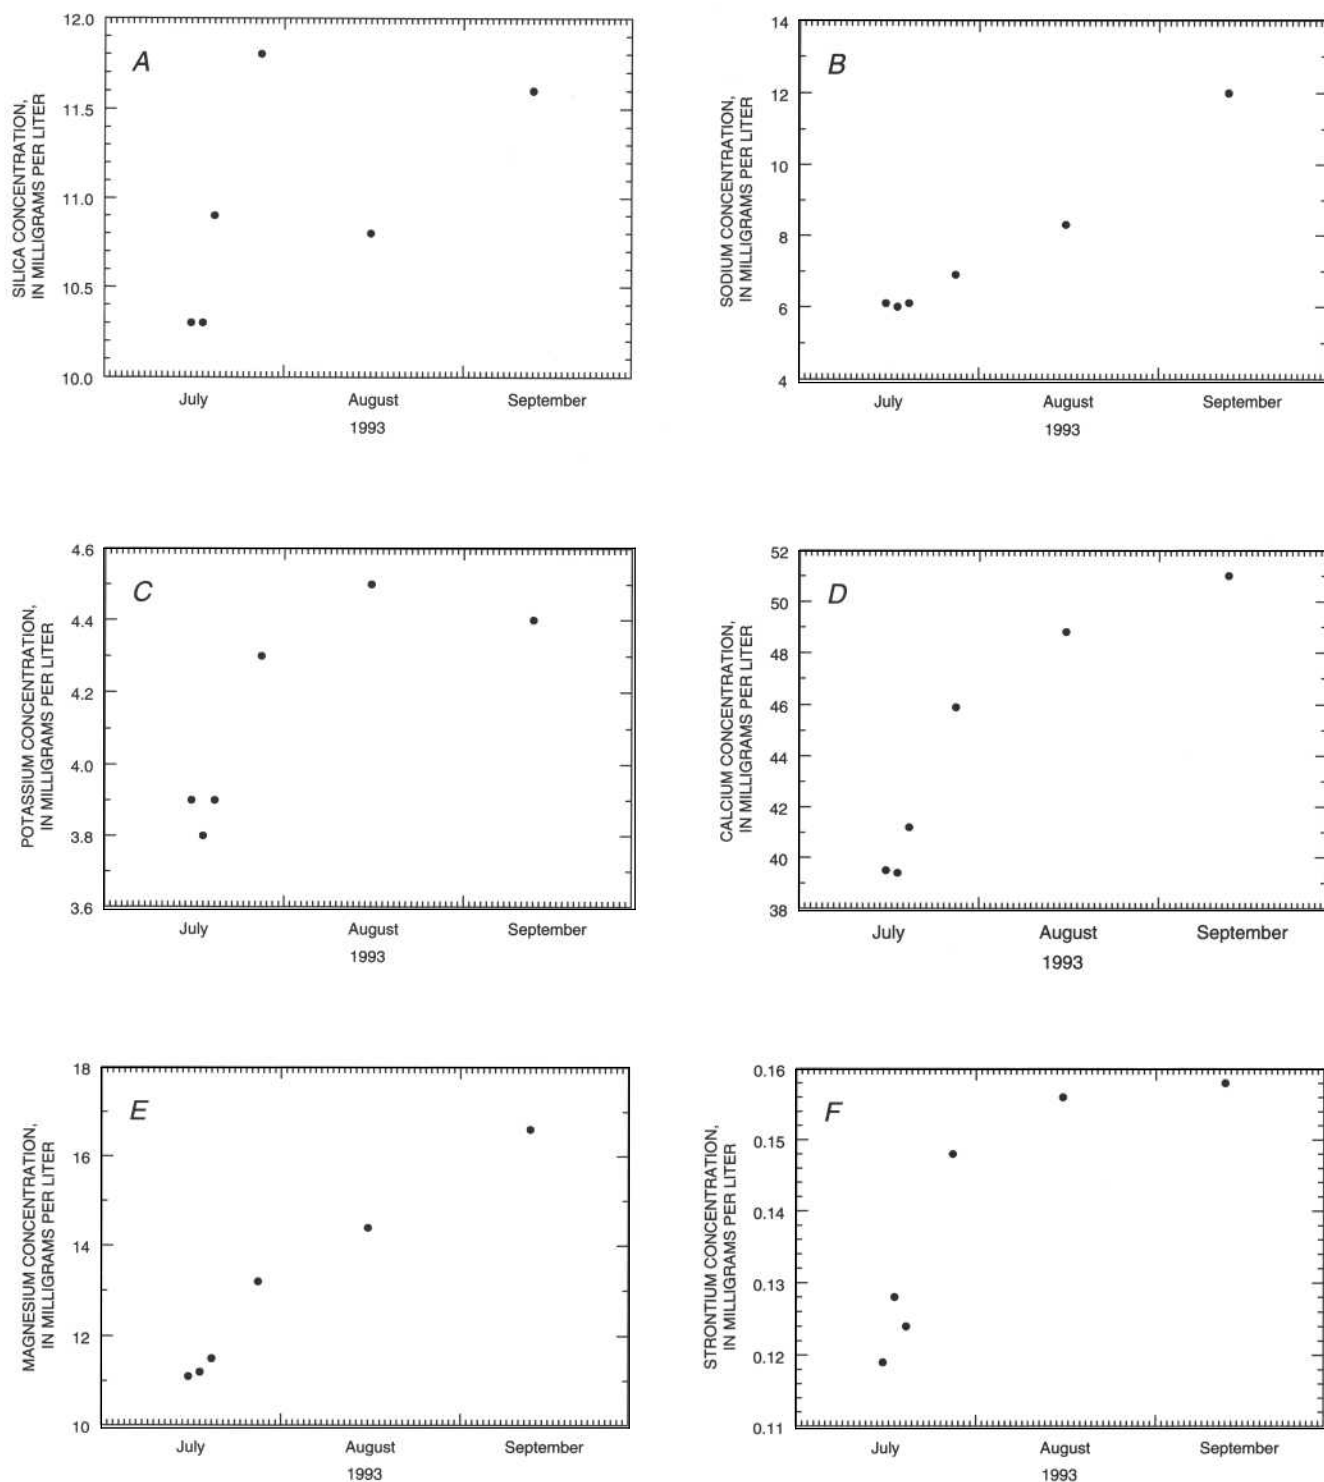 A
SILICA CONCENTRATION,
IN MILLIGRAMS PER LITER
12.0
11.5
11.0
10.5
10.0
July August September
1993
B
SODIUM CONCENTRATION,
IN MILLIGRAMS PER LITER
14
12
10
8
6
4
July August September
1993
C
POTASSIUM CONCENTRATION,
IN MILLIGRAMS PER LITER
4.6
4.4
4.2
4.0
3.8
3.6
July August September
1993
D
CALCIUM CONCENTRATION,
IN MILLIGRAMS PER LITER
52
50
48
46
44
42
40
38
July August September
1993
E
MAGNESIUM CONCENTRATION,
IN MILLIGRAMS PER LITER
18
16
14
12
10
July August September
1993
F
STRONTIUM CONCENTRATION,
IN MILLIGRAMS PER LITER
0.16
0.15
0.14
0.13
0.12
0.11
July August September
1993